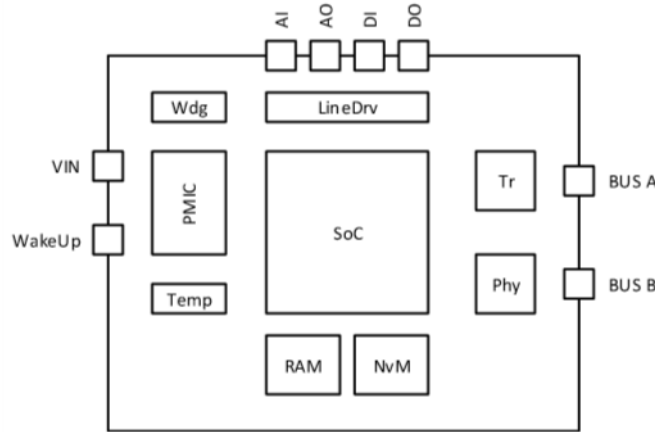 AI
AO
DI
DO
Wdg
LineDrv
VIN
PMIC
SoC
Tr
BUS A
WakeUp
Temp
Phy
BUS B
RAM
NvM